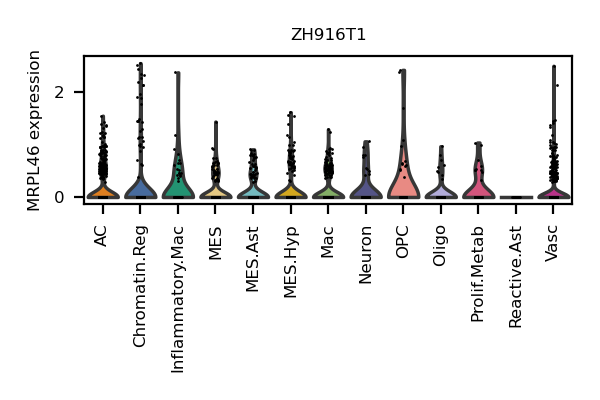 ZH916T1
MRPL46 expression
2
0
AC
Chromatin.Reg
Inflammatory.Mac
MES
MES.Ast
MES.Hyp
Mac
Neuron
OPC
Oligo
Prolif.Metab
Reactive.Ast
Vasc